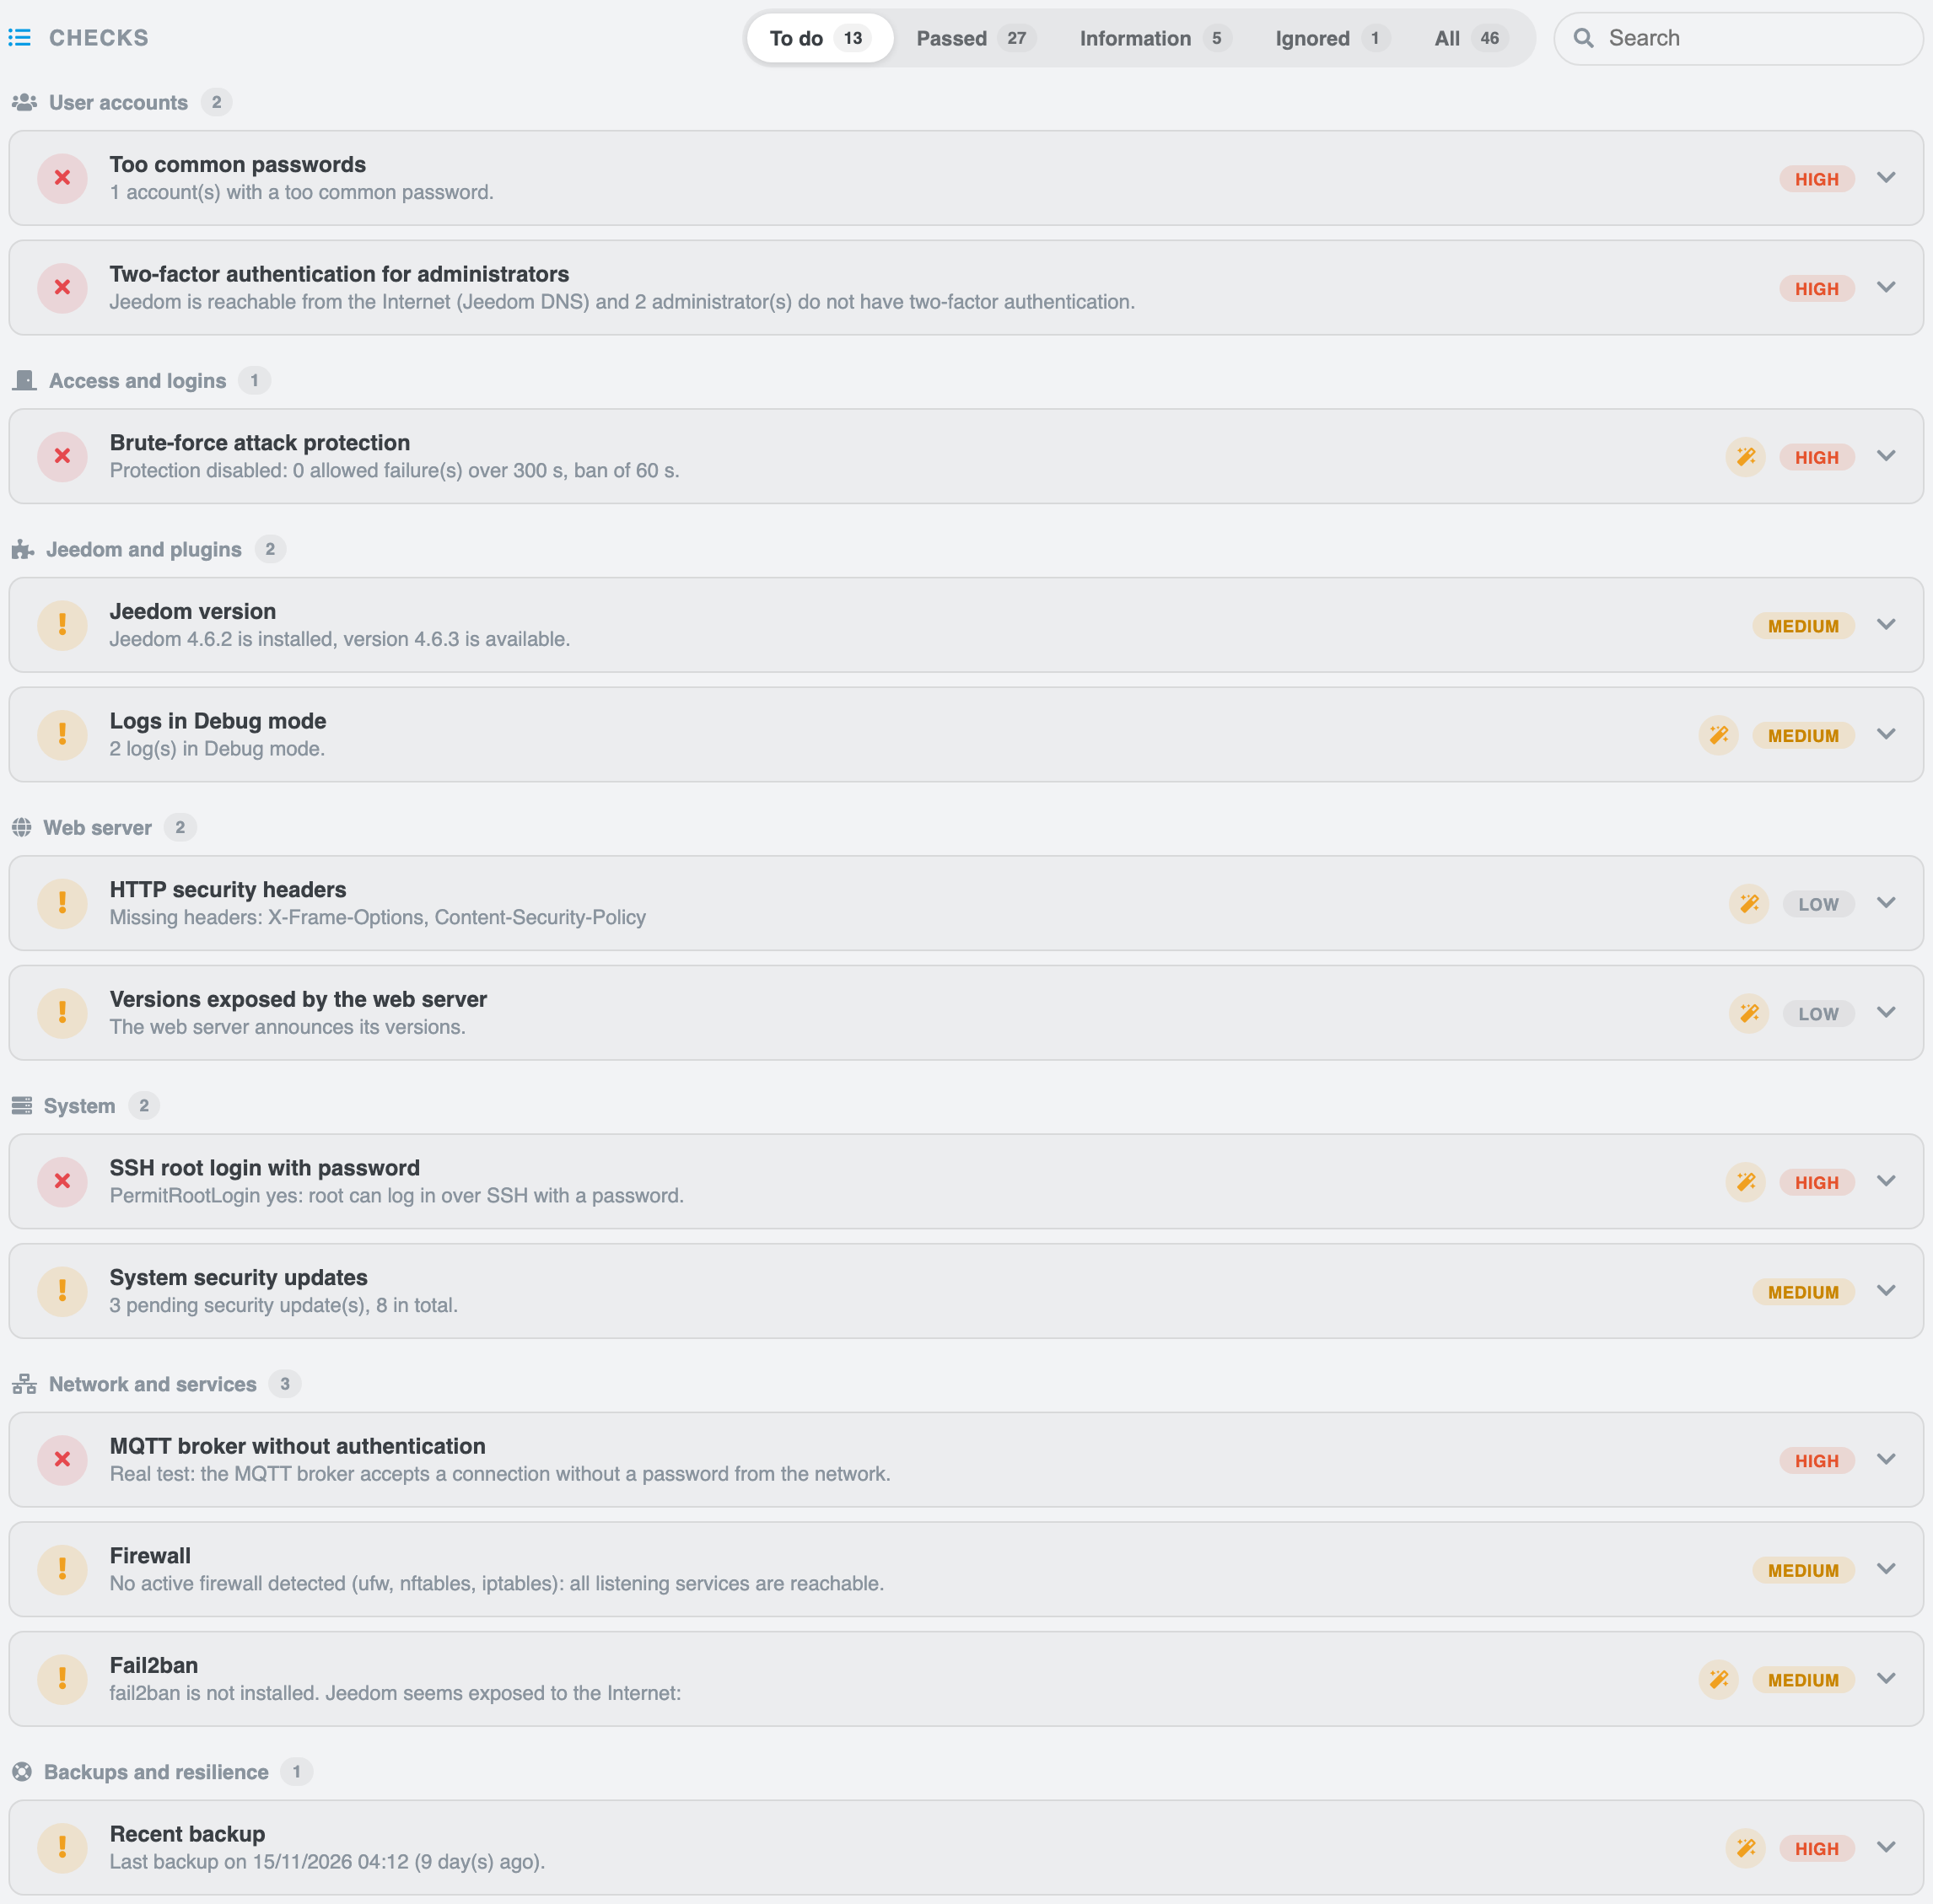 CHECKS
To do 13 Passed 27 Information 5 Ignored 1 All 46 Search
User accounts 2
Too common passwords
1 account(s) with a too common password.
HIGH
Two-factor authentication for administrators
Jeedom is reachable from the Internet (Jeedom DNS) and 2 administrator(s) do not have two-factor authentication.
HIGH
Access and logins 1
Brute-force attack protection
Protection disabled: 0 allowed failure(s) over 300 s, ban of 60 s.
HIGH
Jeedom and plugins 2
Jeedom version
Jeedom 4.6.2 is installed, version 4.6.3 is available.
MEDIUM
Logs in Debug mode
2 log(s) in Debug mode.
MEDIUM
Web server 2
HTTP security headers
Missing headers: X-Frame-Options, Content-Security-Policy
LOW
Versions exposed by the web server
The web server announces its versions.
LOW
System 2
SSH root login with password
PermitRootLogin yes: root can log in over SSH with a password.
HIGH
System security updates
3 pending security update(s), 8 in total.
MEDIUM
Network and services 3
MQTT broker without authentication
Real test: the MQTT broker accepts a connection without a password from the network.
HIGH
Firewall
No active firewall detected (ufw, nftables, iptables): all listening services are reachable.
MEDIUM
Fail2ban
fail2ban is not installed. Jeedom seems exposed to the Internet:
MEDIUM
Backups and resilience 1
Recent backup
Last backup on 15/11/2026 04:12 (9 day(s) ago).
HIGH